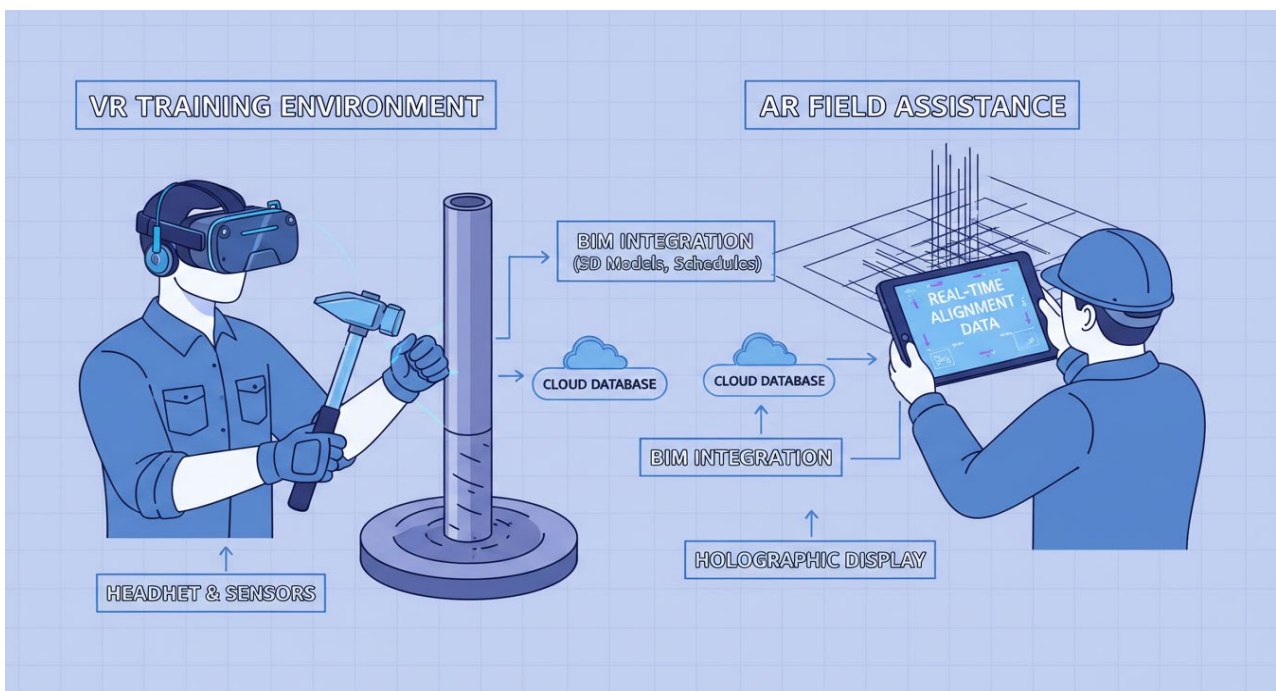 VR TRAINING ENVIRONMENT
AR FIELD ASSISTANCE
BIM INTEGRATION
(SD Models, Schedules)
REAL-TIME
ALIGNMENT
DATA
CLOUD DATABASE
CLOUD DATABASE
BIM INTEGRATION
HOLOGRAPHIC DISPLAY
HEADHET & SENSORS